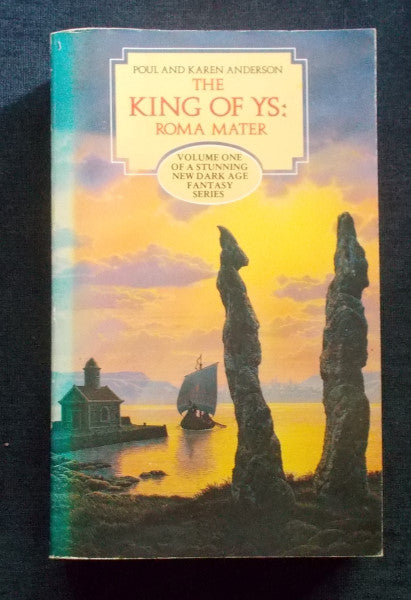 POUL AND KAREN ANDERSON
THE
KING OF YS:
ROMA MATER
VOLUME ONE
OF A STUNNING
NEW DARK AGE
FANTASY
SERIES